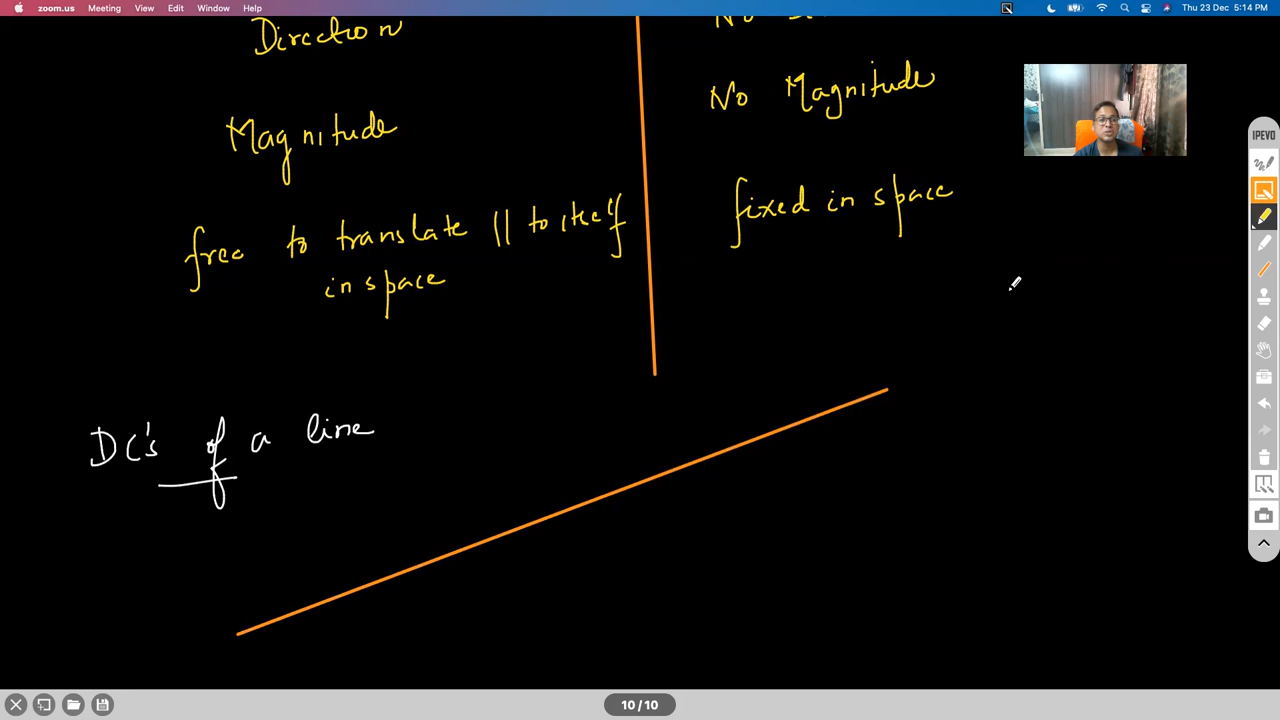 zoom.us Meeting View Edit Window Help Thu 23 Dec 5:14 PM
Direction
Magnitude
free to translate || to itself
in space
No
No Magnitude
fixed in space
IPEVO
DC's of a line
10/10